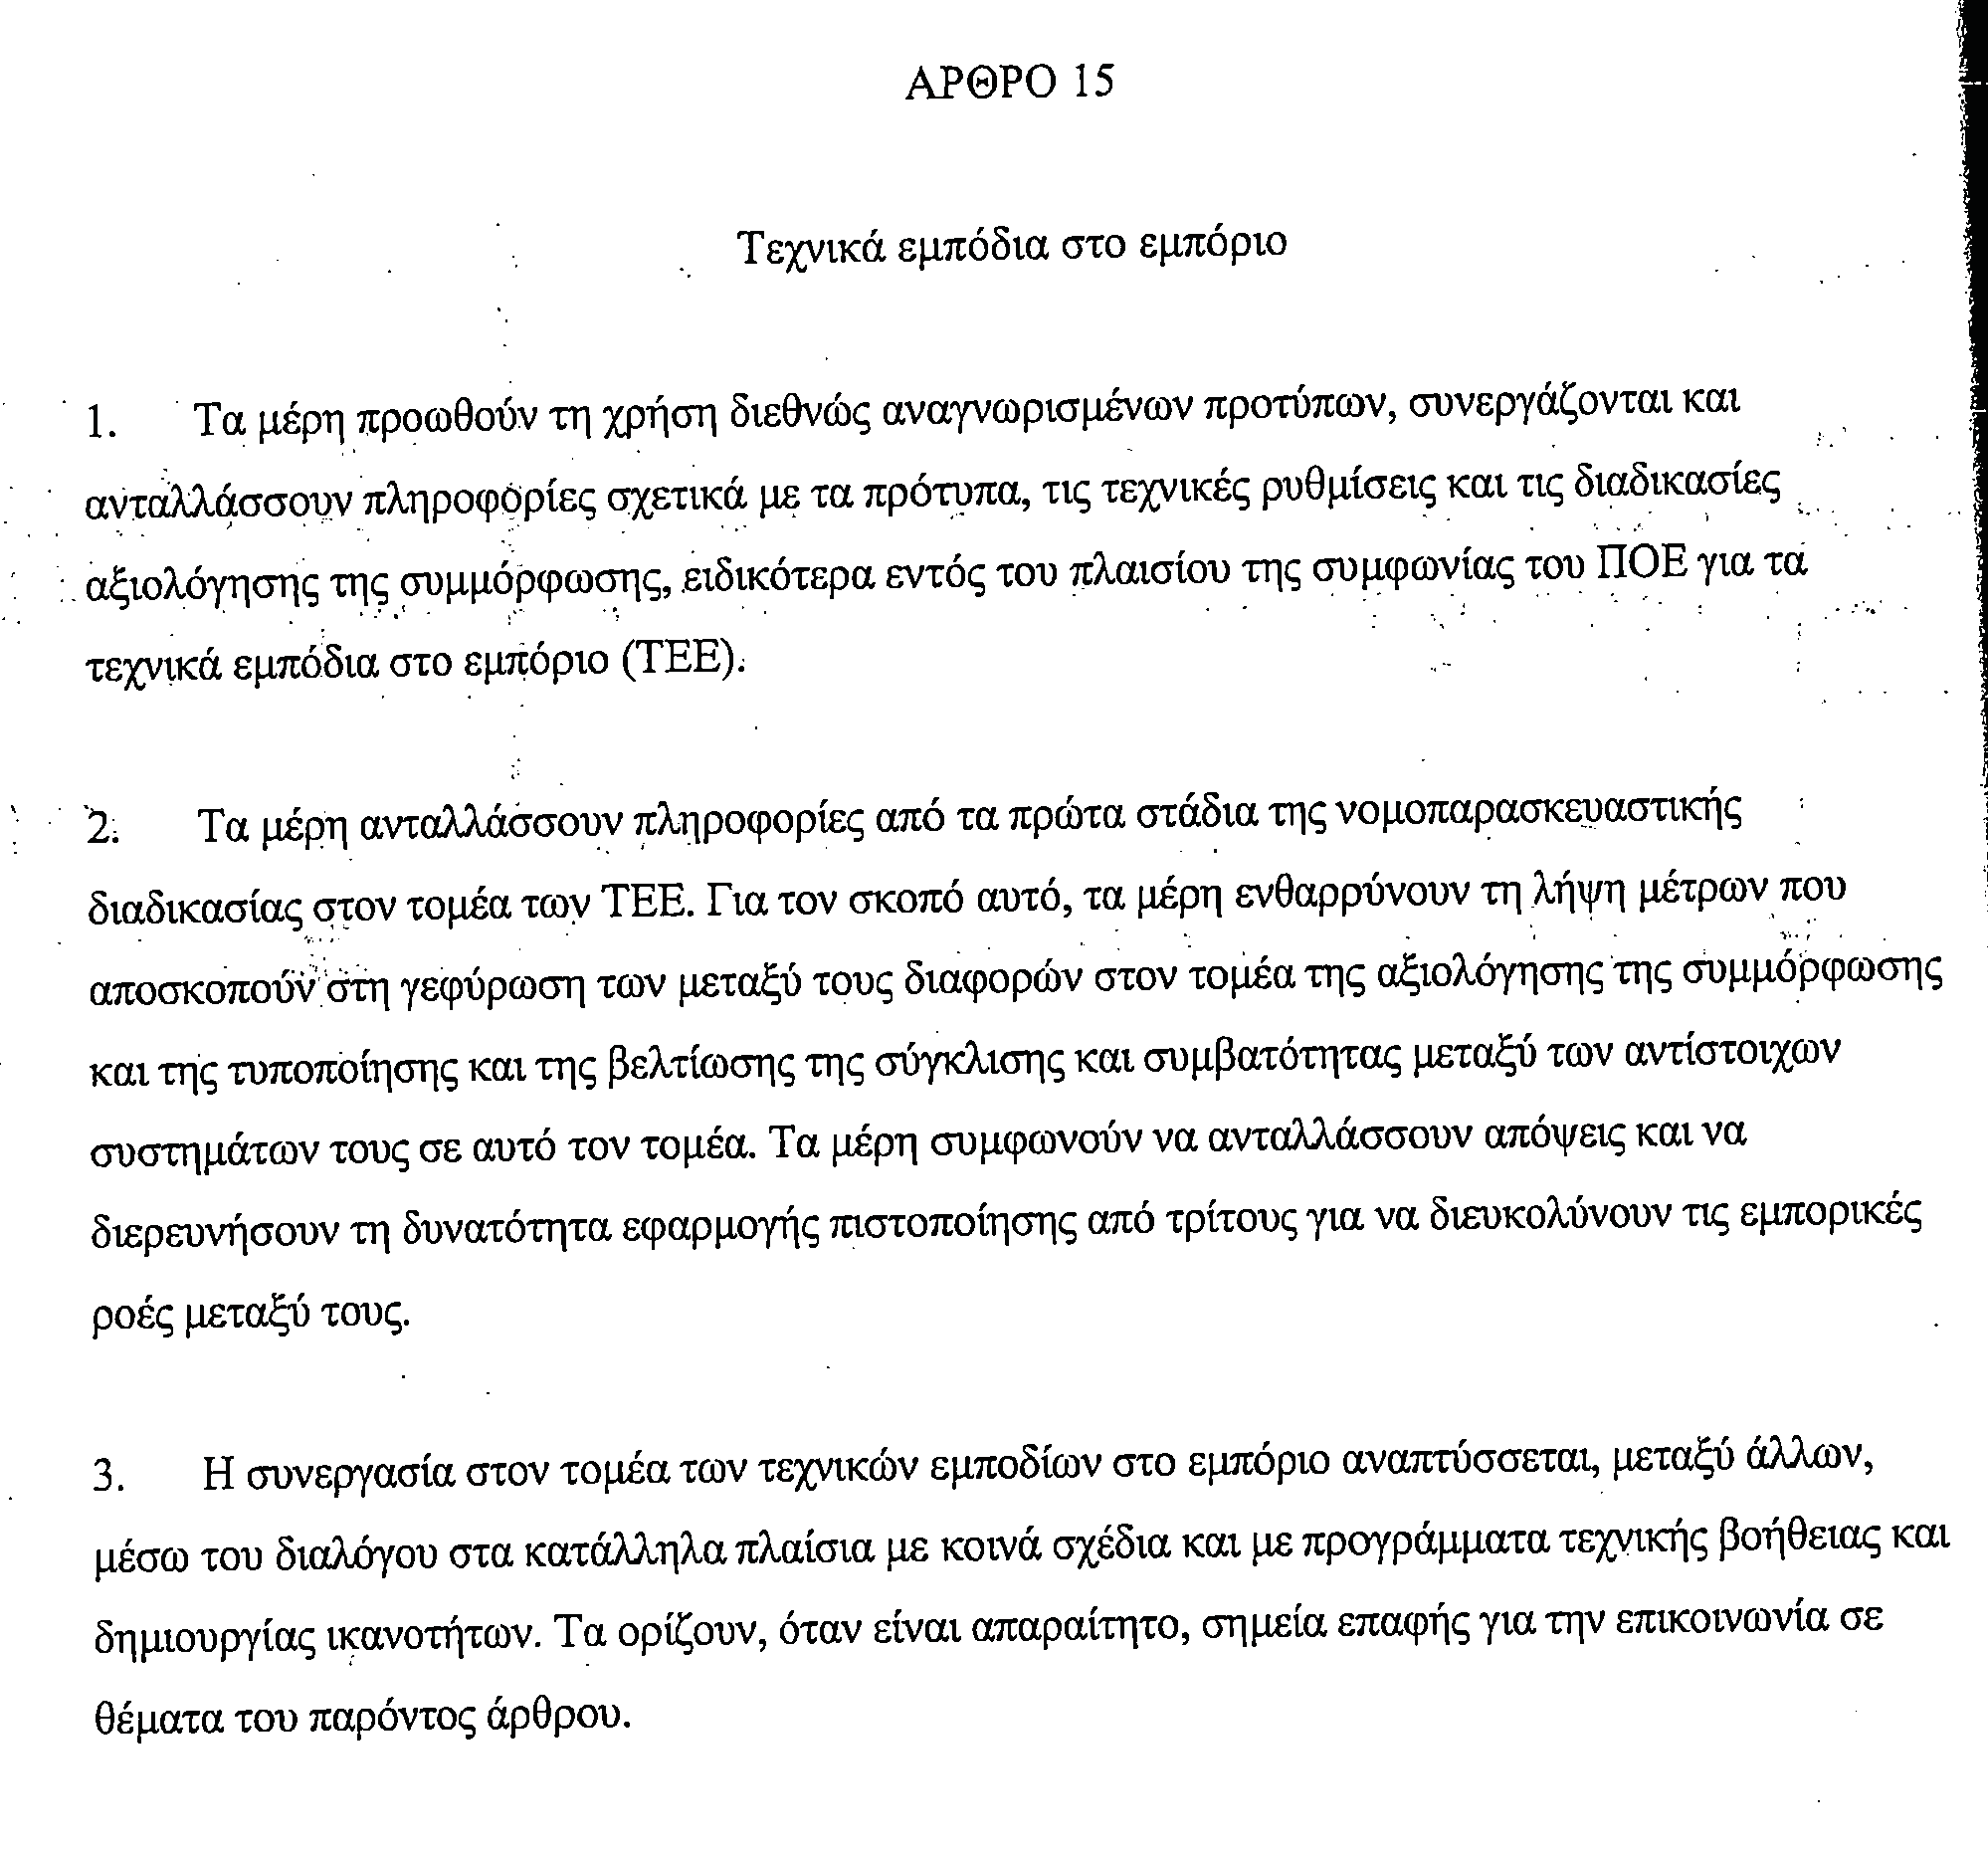 ΑΡΘΡΟ 15
Τεχνικά εμπόδια στο εμπόριο
1. Τα μέρη προωθούν τη χρήση διεθνώς αναγνωρισμένων προτύπων, συνεργάζονται και
ανταλλάσσουν πληροφορίες σχετικά με τα πρότυπα, τις τεχνικές ρυθμίσεις και τις διαδικασίες
αξιολόγησης της συμμόρφωσης, ειδικότερα εντός του πλαισίου της συμφωνίας του ΠΟΕ για τα
τεχνικά εμπόδια στο εμπόριο (ΤΕΕ).
2. Τα μέρη ανταλλάσσουν πληροφορίες από τα πρώτα στάδια της νομοπαρασκευαστικής
διαδικασίας στον τομέα των ΤΕΕ. Για τον σκοπό αυτό, τα μέρη ενθαρρύνουν τη λήψη μέτρων που
αποσκοπούν στη γεφύρωση των μεταξύ τους διαφορών στον τομέα της αξιολόγησης της συμμόρφωσης
και της τυποποίησης και της βελτίωσης της σύγκλισης και συμβατότητας μεταξύ των αντίστοιχων
συστημάτων τους σε αυτό τον τομέα. Τα μέρη συμφωνούν να ανταλλάσσουν απόψεις και να
διερευνήσουν τη δυνατότητα εφαρμογής πιστοποίησης από τρίτους για να διευκολύνουν τις εμπορικές
ροές μεταξύ τους.
3. Η συνεργασία στον τομέα των τεχνικών εμποδίων στο εμπόριο αναπτύσσεται, μεταξύ άλλων,
μέσω του διαλόγου στα κατάλληλα πλαίσια με κοινά σχέδια και με προγράμματα τεχνικής βοήθειας και
δημιουργίας ικανοτήτων. Τα ορίζουν, όταν είναι απαραίτητο, σημεία επαφής για την επικοινωνία σε
θέματα του παρόντος άρθρου.